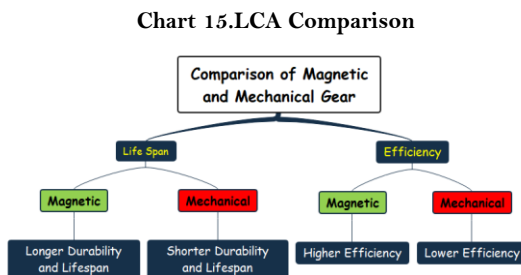 Chart 15.LCA Comparison
Comparison of Magnetic
and Mechanical Gear
Life Span
Efficiency
Magnetic
Mechanical
Magnetic
Mechanical
Longer Durability
and Lifespan
Shorter Durability
and Lifespan
Higher Efficiency
Lower Efficiency